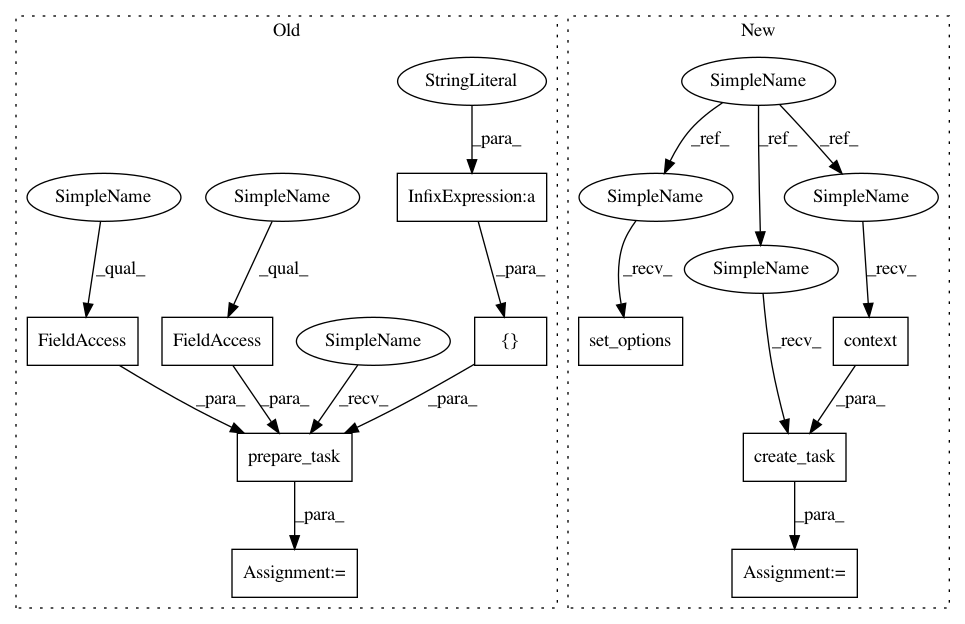 Old
New
StringLiteral
SimpleName
_para_
_ref_
_ref_
_ref_
SimpleName
SimpleName
InfixExpression:a
SimpleName
SimpleName
_qual_
_qual_
_para_
_recv_
SimpleName
_recv_
FieldAccess
FieldAccess
SimpleName
{}
set_options
_recv_
context
_para_
_para_
_recv_
_para_
_para_
prepare_task
create_task
_para_
_para_
Assignment:=
Assignment:=